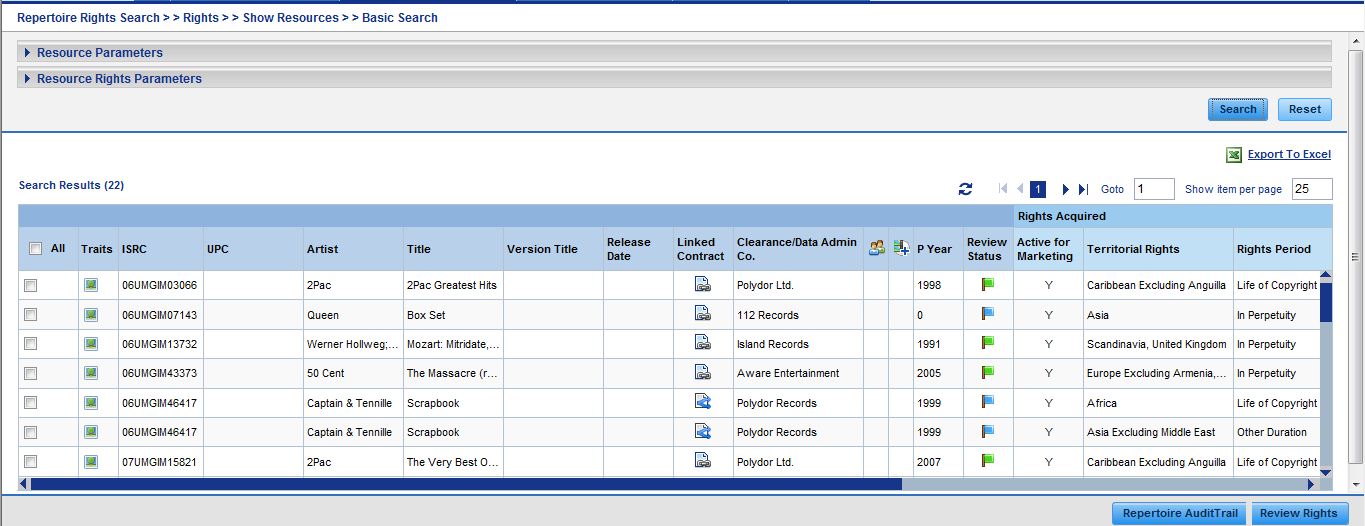 Repertoire Rights Search > > Rights > > Show Resources > > Basic Search
Resource Parameters
Resource Rights Parameters
Search Reset
Export To Excel
Search Results (22) 1 Goto 1 Show item per page 25
Rights Acquired
All Traits ISRC UPC Artist Title Version Title Release Date Linked Contract Clearance/Data Admin Co. P Year Review Status Active for Marketing Territorial Rights Rights Period
06UMGIM03066 2Pac 2Pac Greatest Hits Polydor Ltd. 1998 Y Caribbean Excluding Anguilla Life of Copyright
06UMGIM07143 Queen Box Set 112 Records 0 Y Asia In Perpetuity
06UMGIM13732 Werner Hollweg;... Mozart: Mitridate,... Island Records 1991 Y Scandinavia, United Kingdom In Perpetuity
06UMGIM43373 50 Cent The Massacre (r... Aware Entertainment 2005 Y Europe Excluding Armenia,... In Perpetuity
06UMGIM46417 Captain & Tennille Scrapbook Polydor Records 1999 Y Africa Life of Copyright
06UMGIM46417 Captain & Tennille Scrapbook Polydor Records 1999 Y Asia Excluding Middle East Other Duration
07UMGIM15821 2Pac The Very Best O... Polydor Ltd. 2007 Y Caribbean Excluding Anguilla Life of Copyright
Repertoire AuditTrail Review Rights